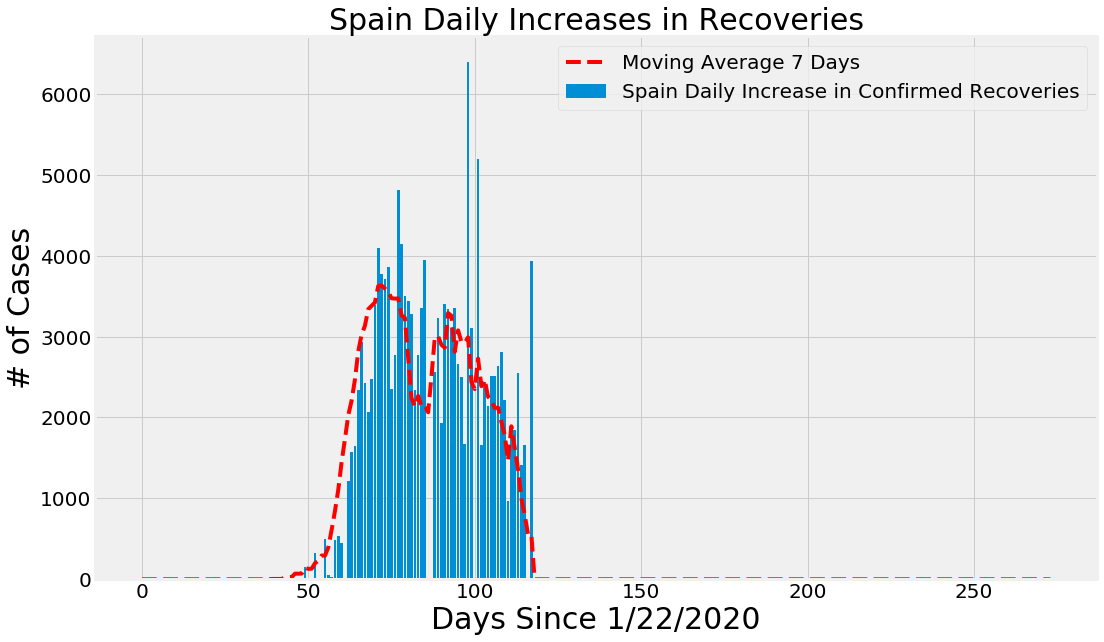 Spain Daily Increases in Recoveries
Moving Average 7 Days
Spain Daily Increase in Confirmed Recoveries
# of Cases
6000
5000
4000
3000
2000
1000
0
0 50 100 150 200 250
Days Since 1/22/2020